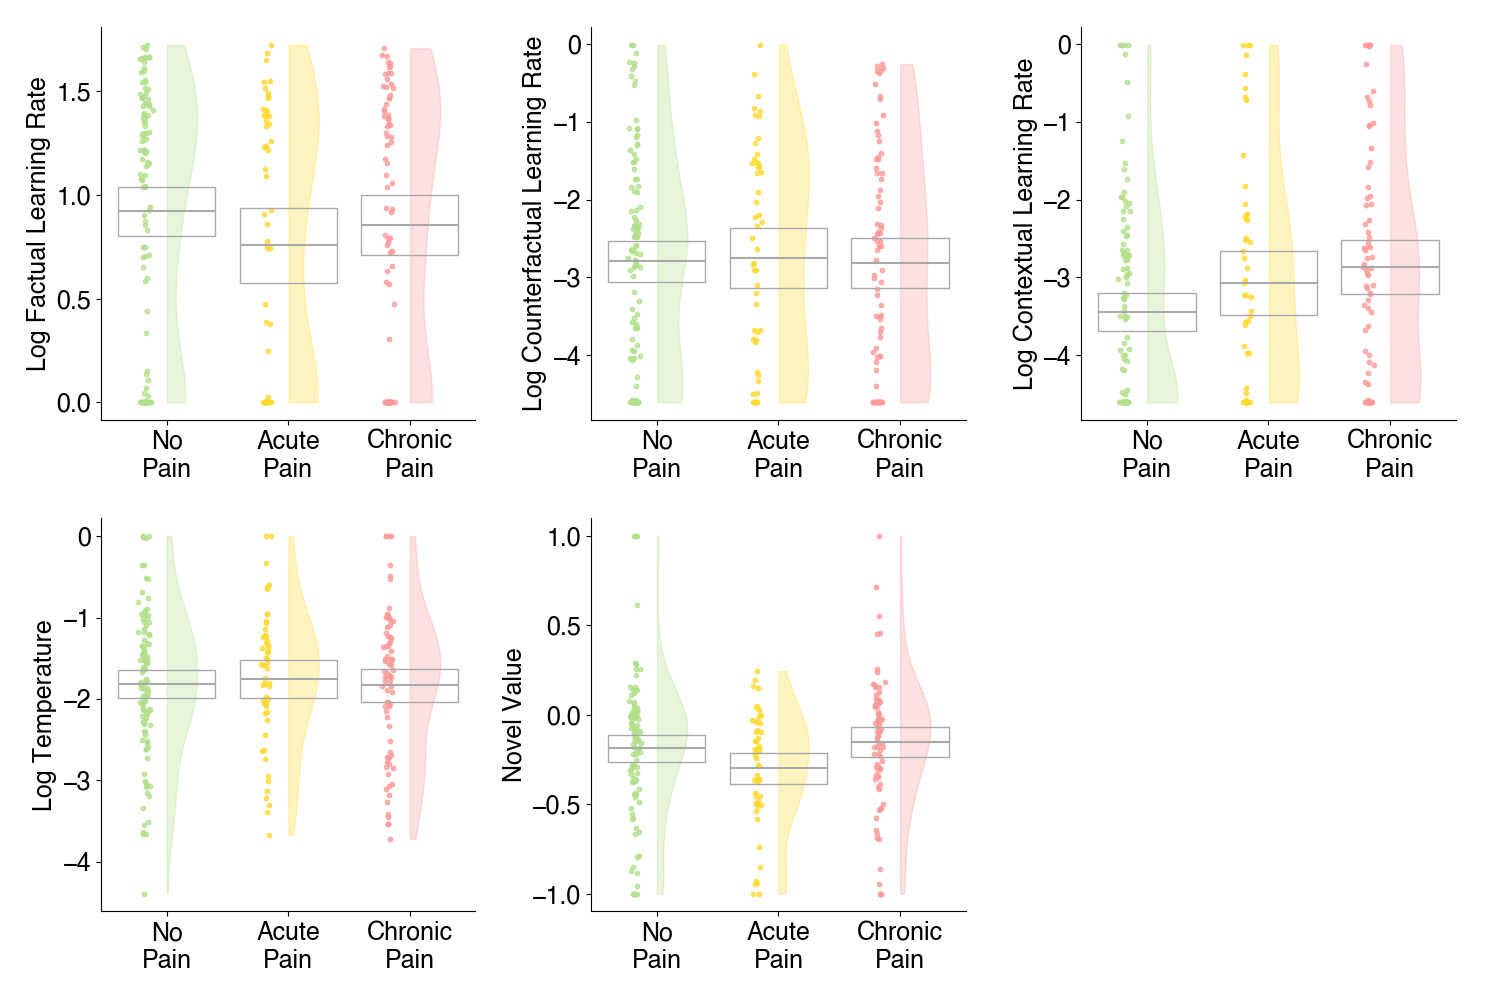 Log Factual Learning Rate
1.5
1.0
0.5
0.0
No
Pain
Acute
Pain
Chronic
Pain
Log Counterfactual Learning Rate
0
−1
−2
−3
−4
No
Pain
Acute
Pain
Chronic
Pain
Log Contextual Learning Rate
0
−1
−2
−3
−4
No
Pain
Acute
Pain
Chronic
Pain
Log Temperature
0
−1
−2
−3
−4
No
Pain
Acute
Pain
Chronic
Pain
Novel Value
1.0
0.5
0.0
−0.5
−1.0
No
Pain
Acute
Pain
Chronic
Pain